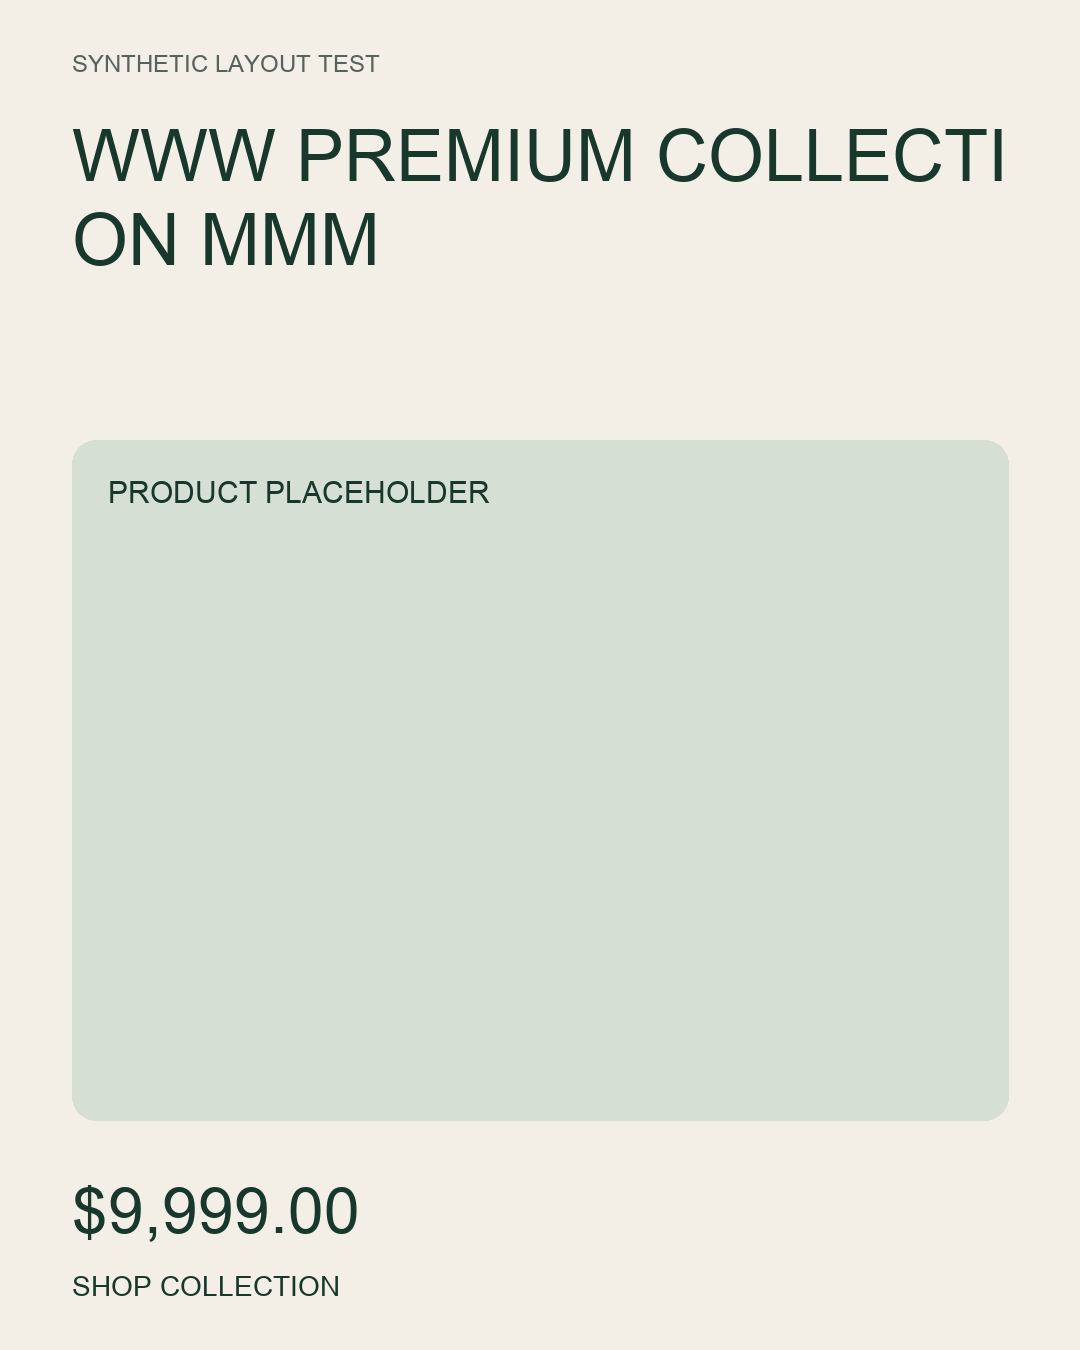 SYNTHETIC LAYOUT TEST
WWW PREMIUM COLLECTI
ON MMM
PRODUCT PLACEHOLDER
$9,999.00
SHOP COLLECTION